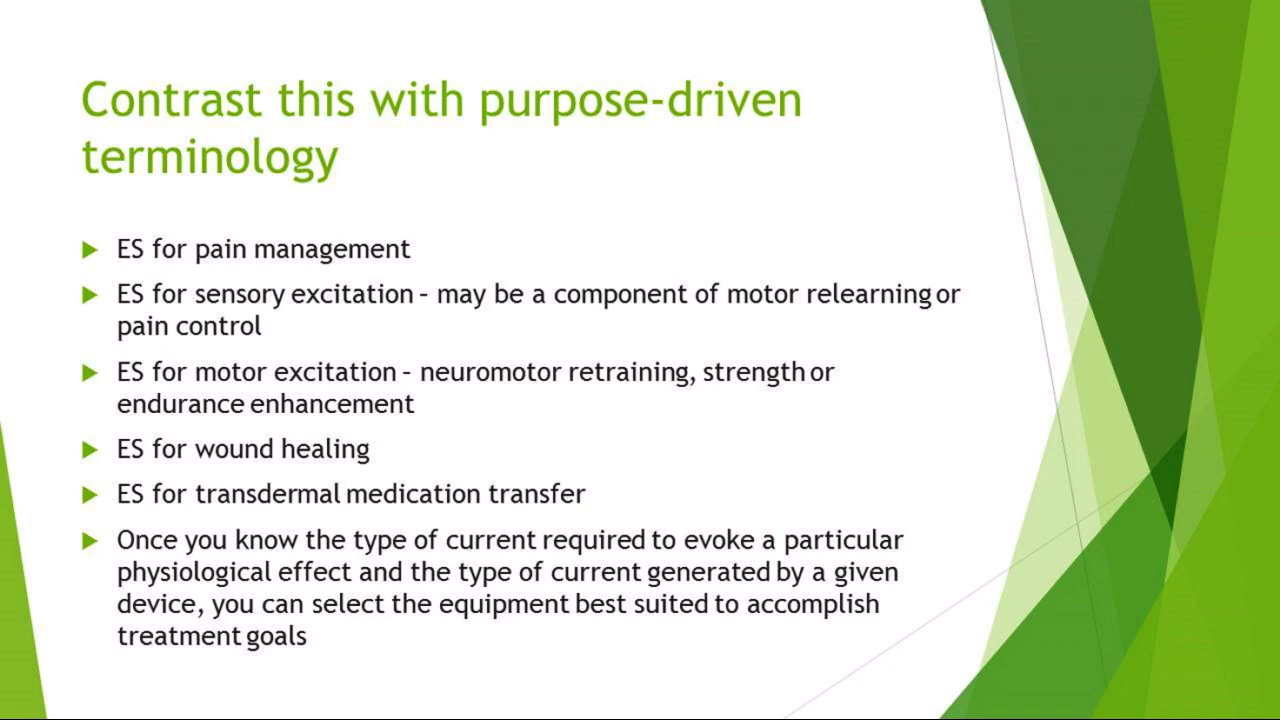 Contrast this with purpose-driven
terminology
ES for pain management
ES for sensory excitation – may be a component of motor relearning or
pain control
ES for motor excitation – neuromotor retraining, strength or
endurance enhancement
ES for wound healing
ES for transdermal medication transfer
Once you know the type of current required to evoke a particular
physiological effect and the type of current generated by a given
device, you can select the equipment best suited to accomplish
treatment goals